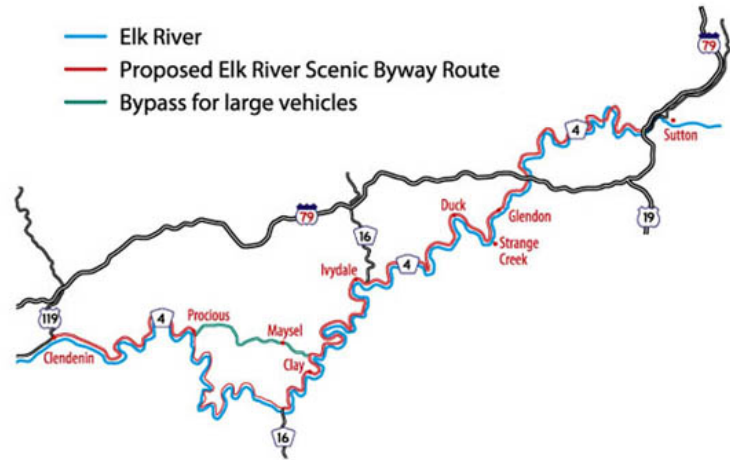 Elk River
Proposed Elk River Scenic Byway Route
Bypass for large vehicles
79
4
Sutton
79
16
Duck
Glendon
19
Strange
Creek
Ivydale
4
119
4
Procious
Maysel
Clendenin
Clay
16